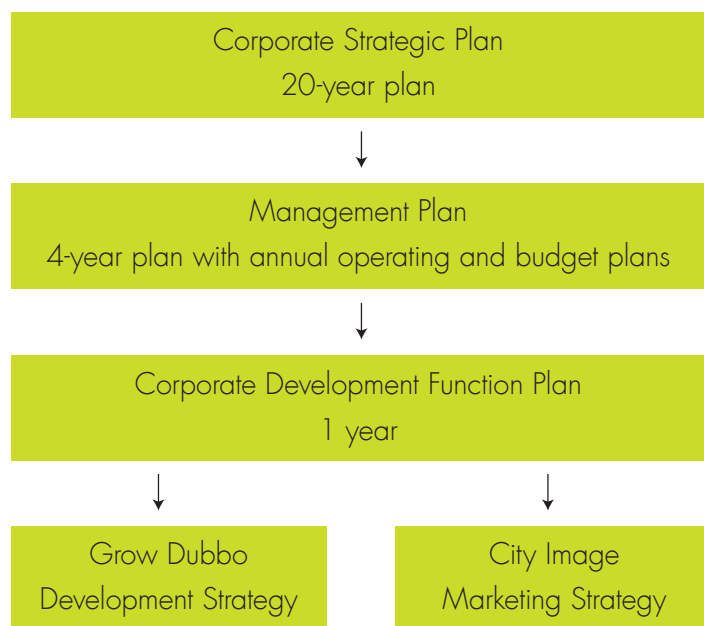 Corporate Strategic Plan
20-year plan
Management Plan
4-year plan with annual operating and budget plans
Corporate Development Function Plan
1 year
Grow Dubbo
Development Strategy
City Image
Marketing Strategy